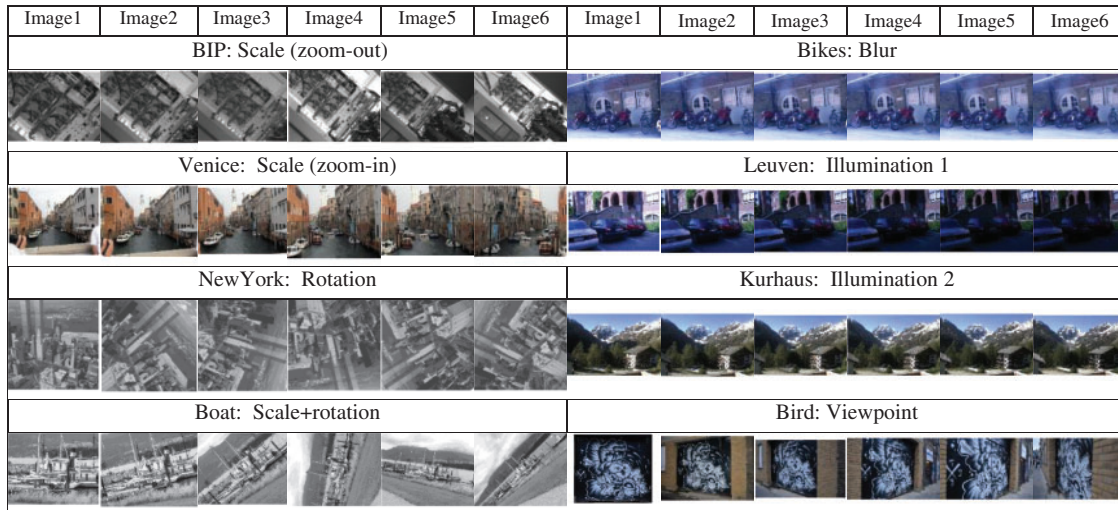 Image1 Image2 Image3 Image4 Image5 Image6 Image1 Image2 Image3 Image4 Image5 Image6
BIP: Scale (zoom-out) Bikes: Blur
Venice: Scale (zoom-in) Leuven: Illumination 1
NewYork: Rotation Kurhaus: Illumination 2
Boat: Scale+rotation Bird: Viewpoint